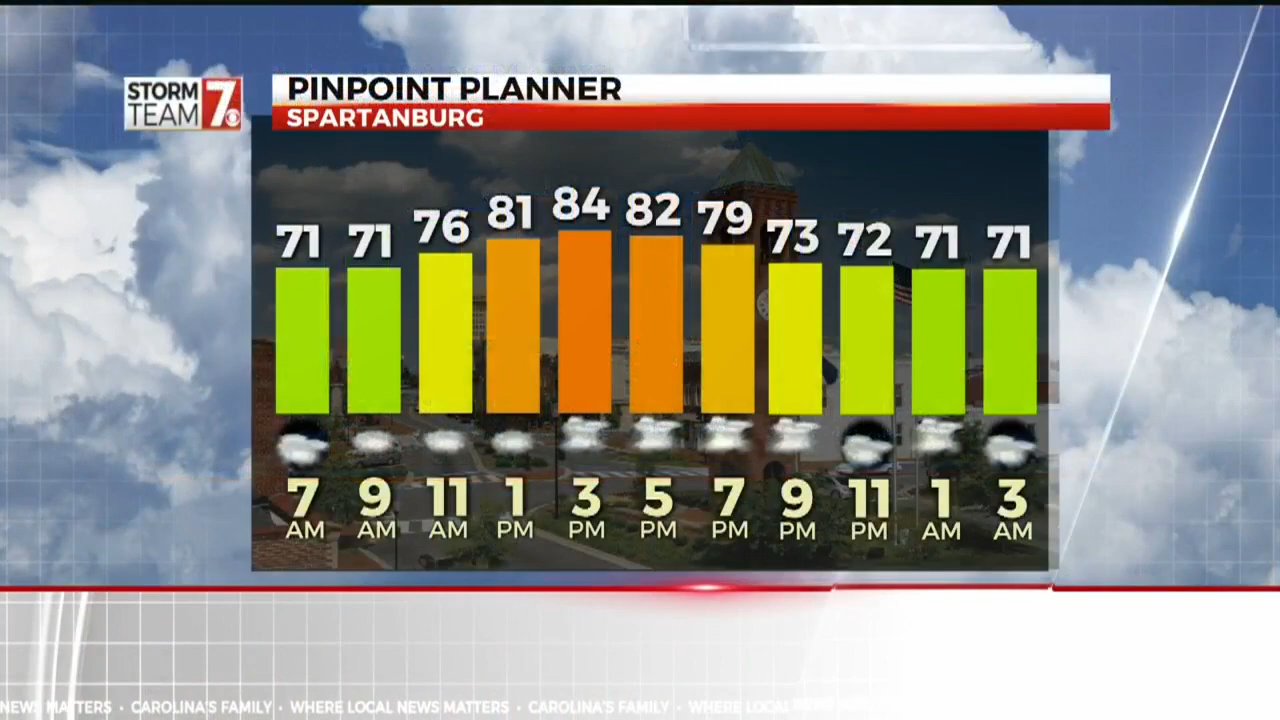 STORM
TEAM 7
PINPOINT PLANNER
SPARTANBURG
71 71 76 81 84 82 79 73 72 71 71
7 9 11 1 3 5 7 9 11 1 3
AM AM AM PM PM PM PM PM PM AM AM
NEWS MATTERS • CAROLINA'S FAMILY • WHERE LOCAL NEWS MATTERS • CAROLINA'S FAMILY • WHERE LOCAL